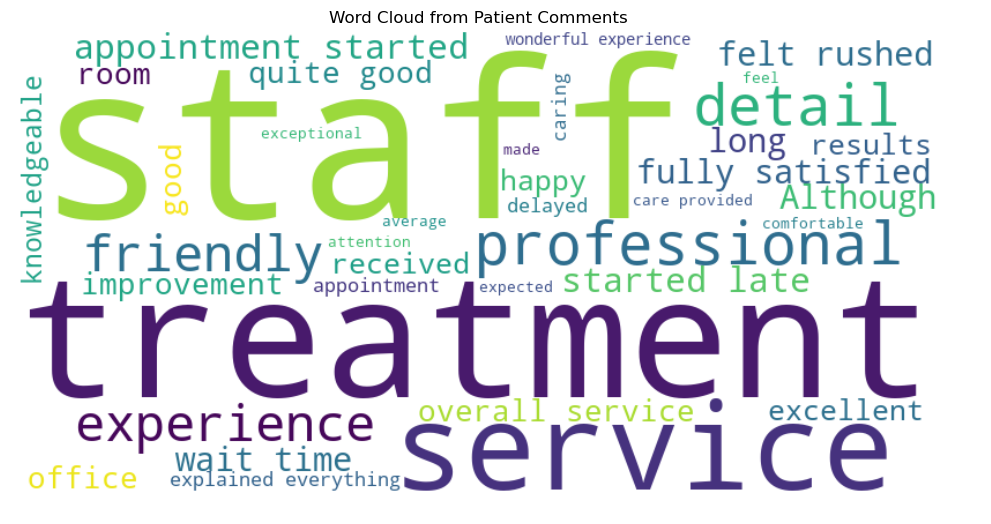 Word Cloud from Patient Comments
appointment started
wonderful experience
felt rushed
room
quite good
feel
staff
caring
detail
knowledgeable
exceptional
good
made
long
results
happy
fully satisfied
delayed
care provided
Although
average
comfortable
friendly
attention
professional
received
improvement
appointment
expected
started late
treatment
experience
overall service
excellent
service
wait time
office
explained everything